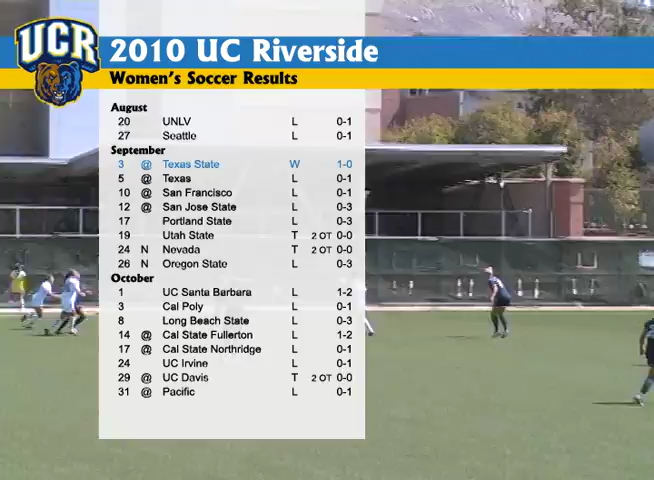 UCR
2010 UC Riverside
Women's Soccer Results
August
20 UNLV L 0-1
27 Seattle L 0-1
September
3 @ Texas State W 1-0
5 @ Texas L 0-1
10 @ San Francisco L 0-1
12 @ San Jose State L 0-3
17 Portland State L 0-3
19 Utah State T 2 OT 0-0
24 N Nevada T 2 OT 0-0
26 N Oregon State L 0-3
October
1 UC Santa Barbara L 1-2
3 Cal Poly L 0-1
8 Long Beach State L 0-3
14 @ Cal State Fullerton L 1-2
17 @ Cal State Northridge L 0-1
24 UC Irvine L 0-1
29 @ UC Davis T 2 OT 0-0
31 @ Pacific L 0-1